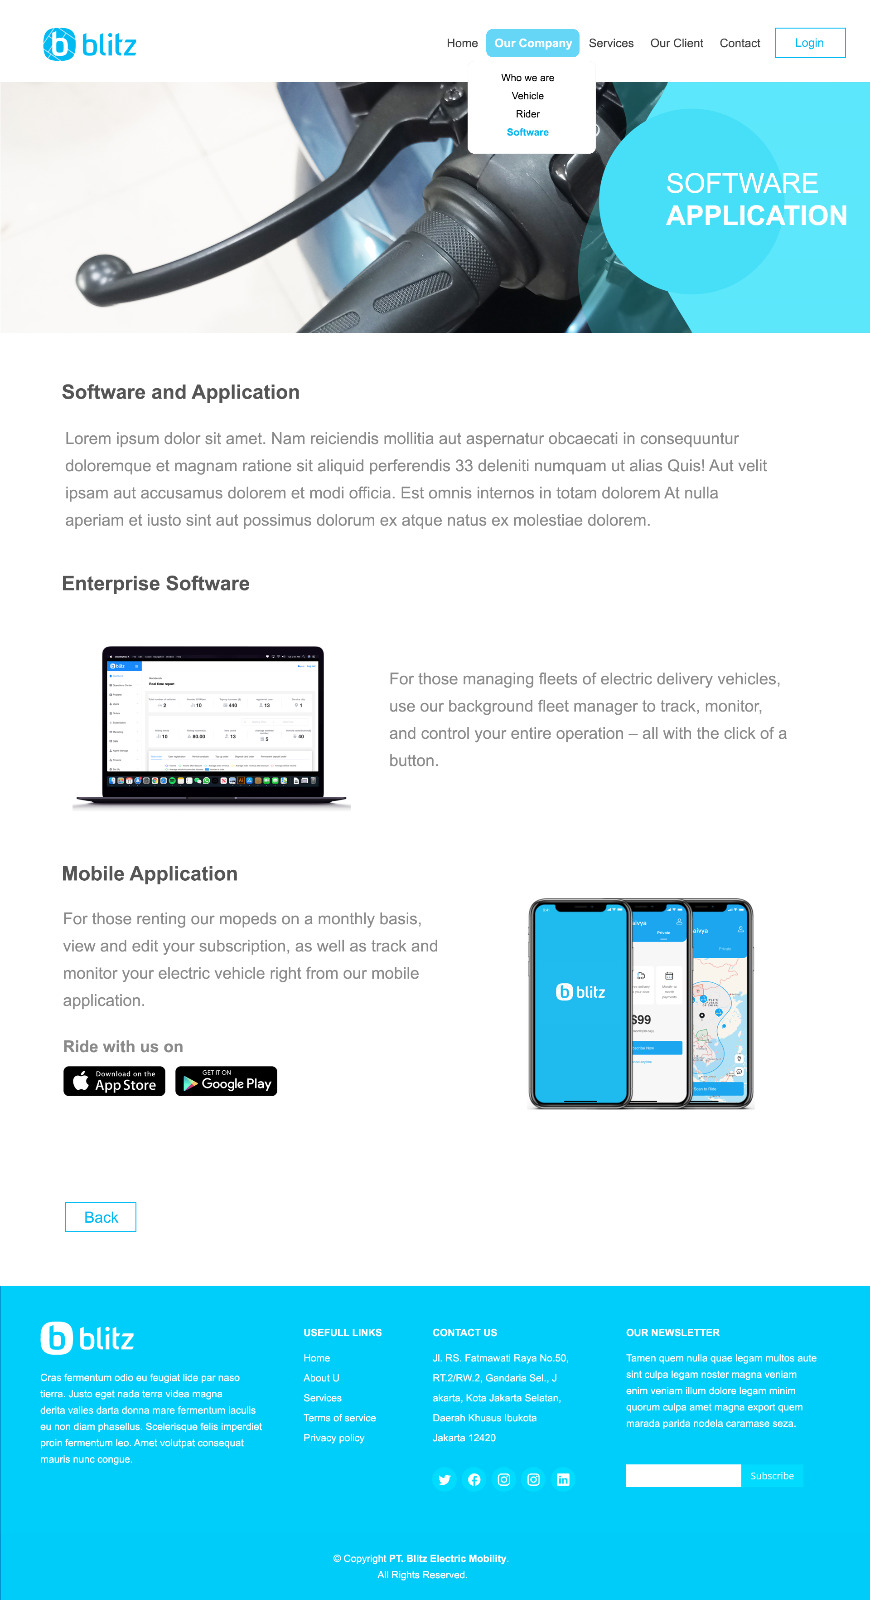 blitz
Home Our Company Services Our Client Contact Login
Who we are
Vehicle
Rider
Software
SOFTWARE
APPLICATION
Software and Application
Lorem ipsum dolor sit amet. Nam reiciendis mollitia aut aspernatur obcaecati in consequuntur
doloremque et magnam ratione sit aliquid perferendis 33 deleniti numquam ut alias Quis! Aut velit
ipsam aut accusamus dolorem et modi officia. Est omnis internos in totam dolorem At nulla
aperiam et iusto sint aut possimus dolorum ex atque natus ex molestiae dolorem.
Enterprise Software
blitz
For those managing fleets of electric delivery vehicles,
use our background fleet manager to track, monitor,
and control your entire operation – all with the click of a
button.
Mobile Application
For those renting our mopeds on a monthly basis,
view and edit your subscription, as well as track and
monitor your electric vehicle right from our mobile
application.
blitz
Private
$99
Ride with us on
Download on the
App Store
GET IT ON
Google Play
Back
blitz
Cras fermentum odio eu feugiat lide par naso
tierra. Justo eget nada terra videa magna
derita valles darta donna mare fermentum iaculis
eu non diam phasellus. Scelerisque felis imperdiet
proin fermentum leo. Amet volutpat consequat
mauris nunc congue.
USEFULL LINKS
Home
About U
Services
Terms of service
Privacy policy
CONTACT US
Jl. RS. Fatmawati Raya No.50,
RT.2/RW.2, Gandaria Sel., J
akarta, Kota Jakarta Selatan,
Daerah Khusus Ibukota
Jakarta 12420
OUR NEWSLETTER
Tamen quem nulla quae legam multos aute
sint culpa legam noster magna veniam
enim veniam illum dolore legam minim
quorum culpa amet magna export quem
marada parida nodela caramase seza.
Subscribe
© Copyright PT. Blitz Electric Mobility.
All Rights Reserved.